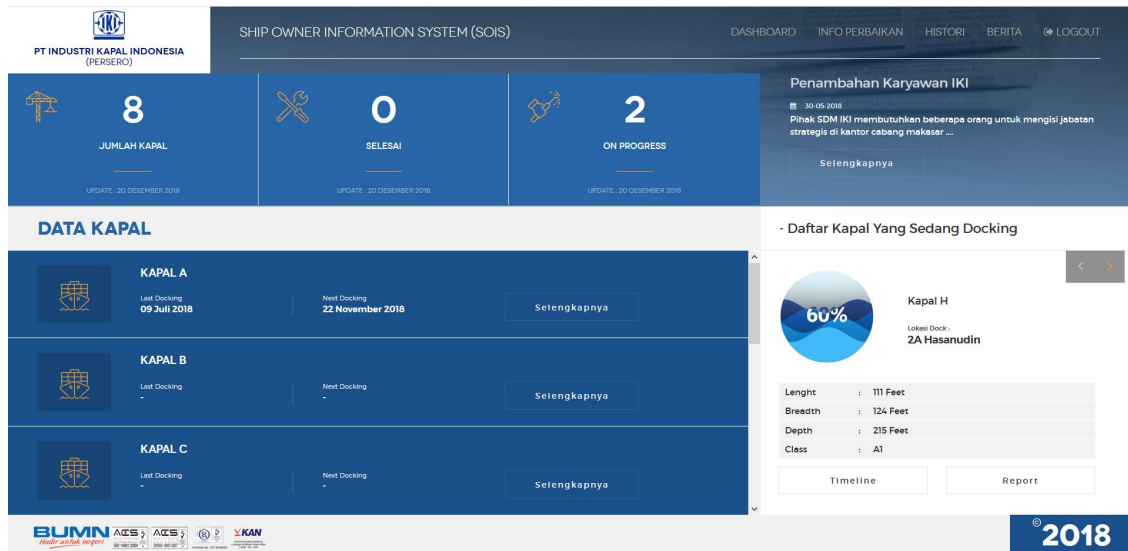 IKI
PT INDUSTRI KAPAL INDONESIA
(PERSERO)
SHIP OWNER INFORMATION SYSTEM (SOIS)
DASHBOARD INFO PERBAIKAN HISTORI BERITA LOGOUT
8
JUMLAH KAPAL
UPDATE : 20 DESEMBER 2018
0
SELESAI
UPDATE : 20 DESEMBER 2018
2
ON PROGRESS
UPDATE : 20 DESEMBER 2018
Penambahan Karyawan IKI
30-05-2018
Pihak SDM IKI membutuhkan beberapa orang untuk mengisi jabatan
strategis di kantor cabang makasar ....
Selengkapnya
DATA KAPAL
KAPAL A
Last Docking Next Docking
09 Juli 2018 22 November 2018
Selengkapnya
KAPAL B
Last Docking Next Docking
- -
Selengkapnya
KAPAL C
Last Docking Next Docking
- -
Selengkapnya
- Daftar Kapal Yang Sedang Docking
< >
60%
Kapal H
Lokasi Dock :
2A Hasanudin
Lenght : 111 Feet
Breadth : 124 Feet
Depth : 215 Feet
Class : A1
Timeline Report
BUMN
Hadir untuk negeri
ACS ACS
KAN
© 2018